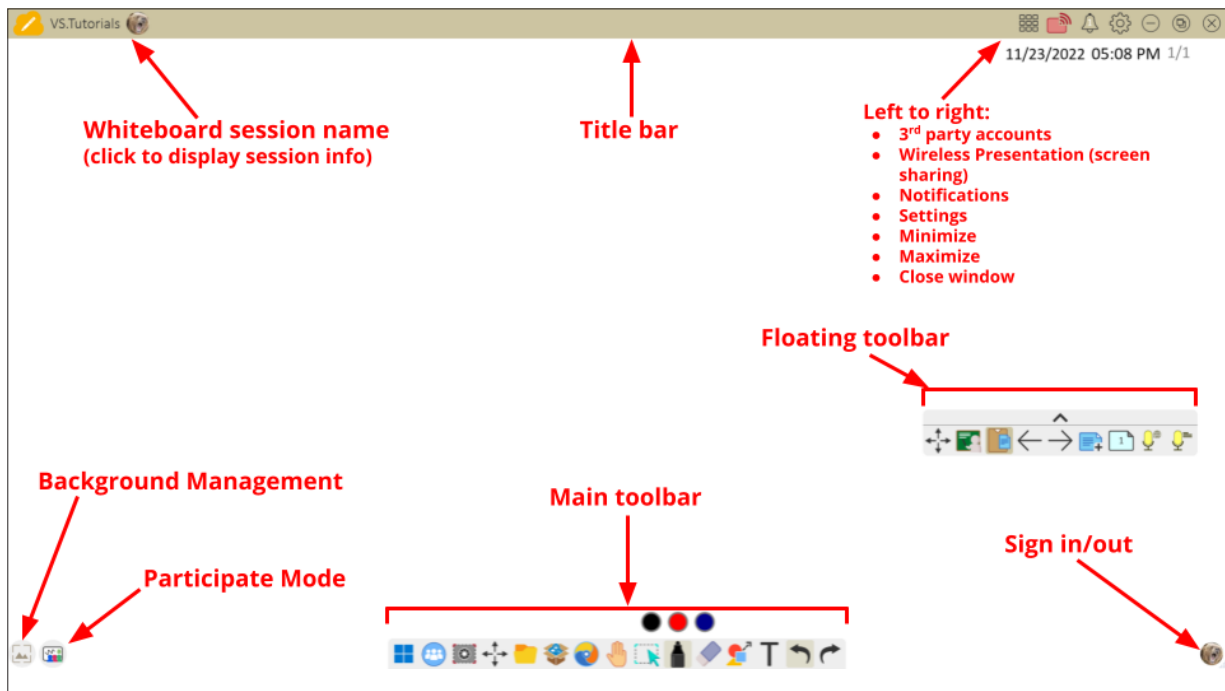 VS.Tutorials
11/23/2022 05:08 PM 1/1
Whiteboard session name
(click to display session info)
Title bar
Left to right:
● 3rd party accounts
● Wireless Presentation (screen
sharing)
● Notifications
● Settings
● Minimize
● Maximize
● Close window
Floating toolbar
1
Background Management
Main toolbar
Sign in/out
Participate Mode
T